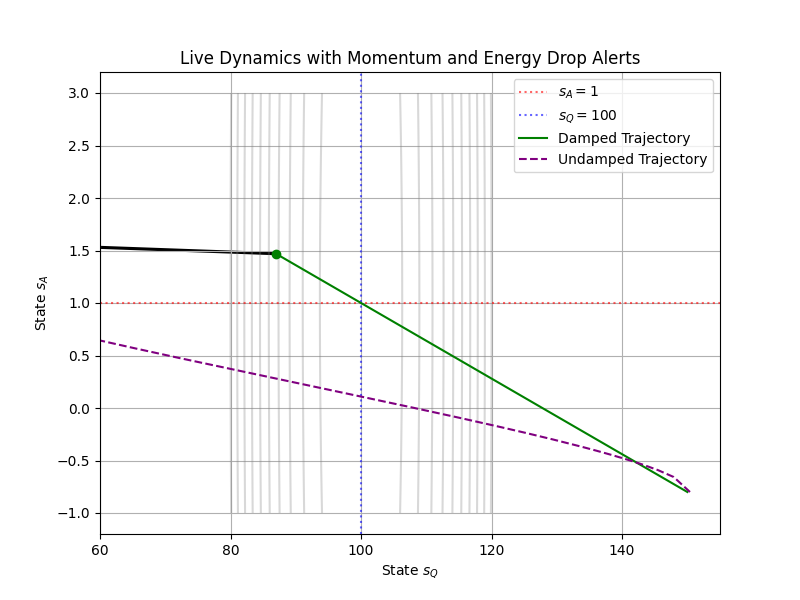 Live Dynamics with Momentum and Energy Drop Alerts
3.0
2.5
2.0
1.5
1.0
0.5
0.0
−0.5
−1.0
State s_A
60
80
100
120
140
State s_Q
s_A = 1
s_Q = 100
Damped Trajectory
Undamped Trajectory